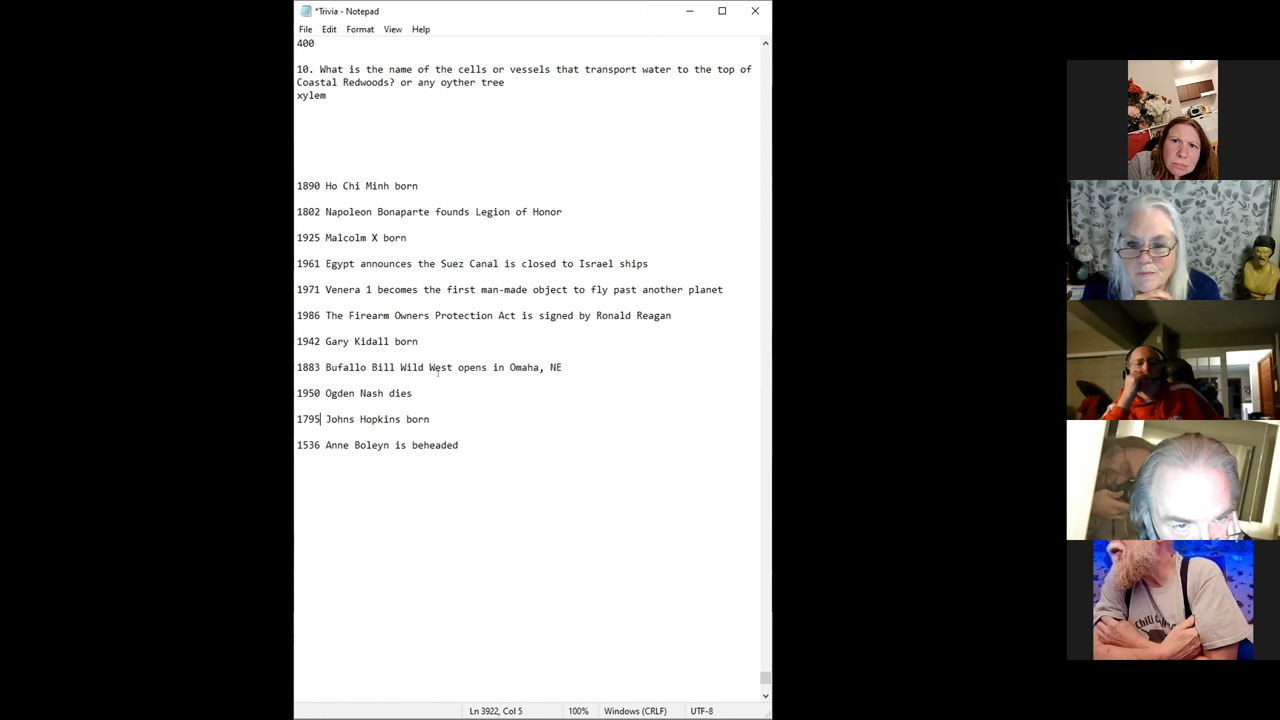 *Trivia - Notepad
File Edit Format View Help
400
10. What is the name of the cells or vessels that transport water to the top of
Coastal Redwoods? or any oyther tree
xylem
1890 Ho Chi Minh born
1802 Napoleon Bonaparte founds Legion of Honor
1925 Malcolm X born
1961 Egypt announces the Suez Canal is closed to Israel ships
1971 Venera 1 becomes the first man-made object to fly past another planet
1986 The Firearm Owners Protection Act is signed by Ronald Reagan
1942 Gary Kidall born
1883 Bufallo Bill Wild West opens in Omaha, NE
1950 Ogden Nash dies
1795 Johns Hopkins born
1536 Anne Boleyn is beheaded
Ln 3922, Col 5 100% Windows (CRLF) UTF-8